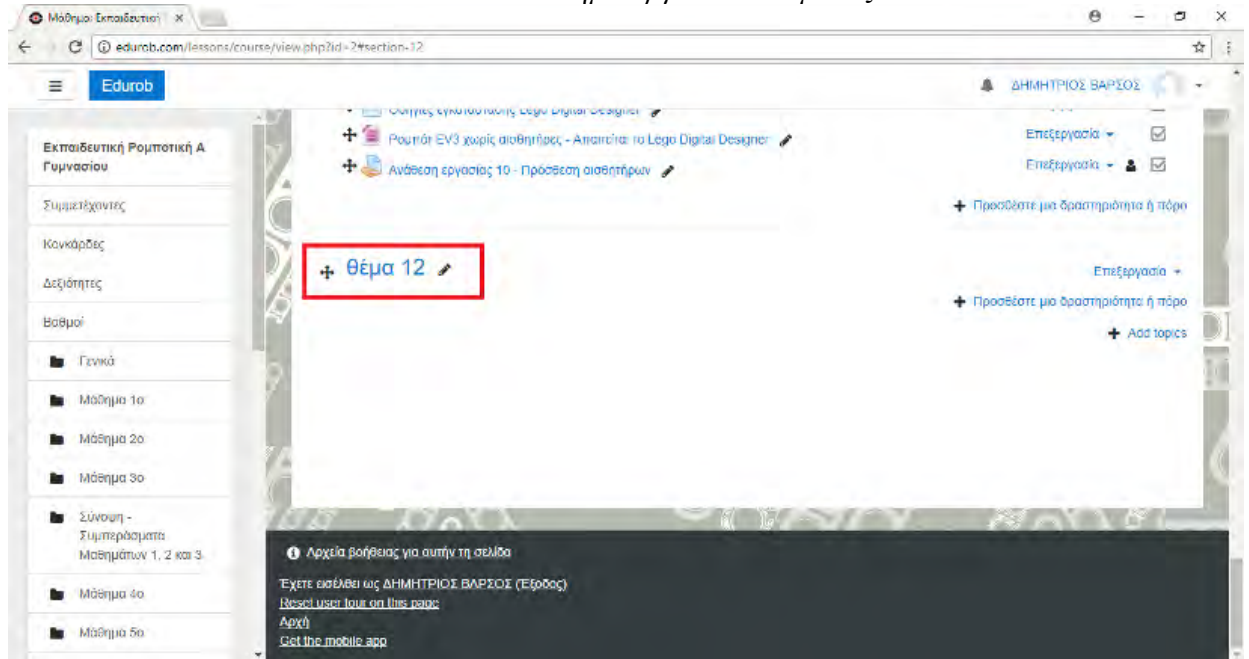 Μάθημα: Εκπαιδευτική
edurob.com/lessons/course/view.php?id=2#section-12
Edurob
ΔΗΜΗΤΡΙΟΣ ΒΑΡΣΟΣ
Οδηγίες εγκατάστασης Lego Digital Designer
Ρομπότ EV3 χωρίς αισθητήρες - Απαιτείται το Lego Digital Designer
Επεξεργασία
Ανάθεση εργασίας 10 - Πρόσθεση αισθητήρων
Επεξεργασία
Προσθέστε μια δραστηριότητα ή πόρο
θέμα 12
Επεξεργασία
Προσθέστε μια δραστηριότητα ή πόρο
Add topics
Εκπαιδευτική Ρομποτική Α
Γυμνασίου
Συμμετέχοντες
Κονκάρδες
Δεξιότητες
Βαθμοί
Γενικά
Μάθημα 1ο
Μάθημα 2ο
Μάθημα 3ο
Σύνοψη -
Συμπεράσματα
Μαθημάτων 1, 2 και 3
Μάθημα 4ο
Μάθημα 5ο
Αρχεία βοήθειας για αυτήν τη σελίδα
Έχετε εισέλθει ως ΔΗΜΗΤΡΙΟΣ ΒΑΡΣΟΣ (Έξοδος)
Reset user tour on this page
Αρχή
Get the mobile app